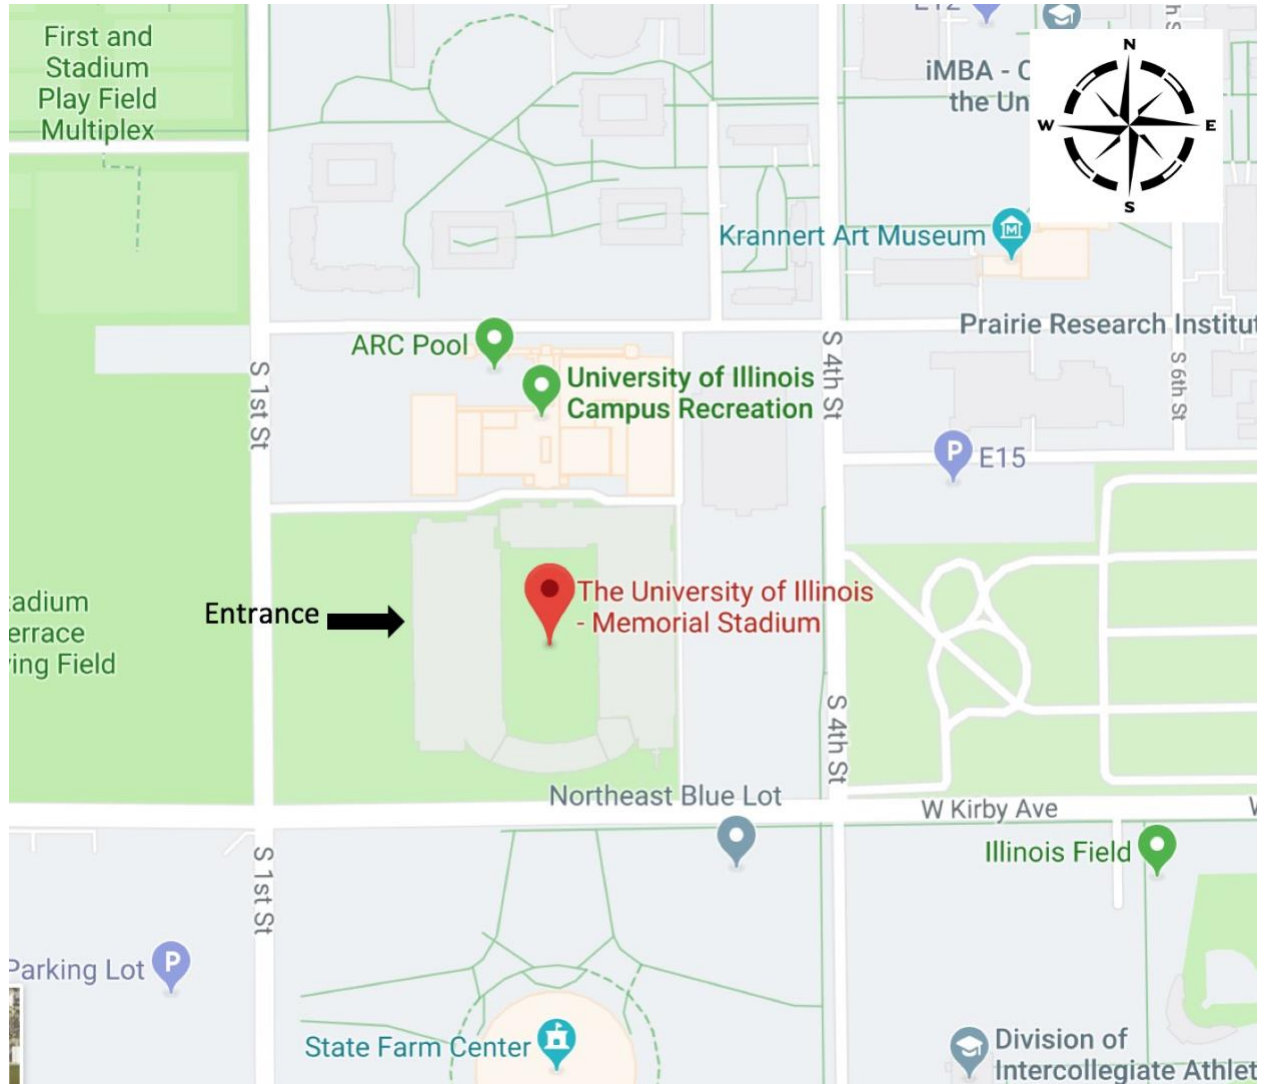 First and
Stadium
Play Field
Multiplex
E12
iMBA - C
the Un
N
W
E
S
Krannert Art Museum
Prairie Research Institut
ARC Pool
University of Illinois
Campus Recreation
S 1st St
S 4th St
S 6th St
P
E15
The University of Illinois
- Memorial Stadium
Entrance
tadium
errace
ying Field
S 4th St
Northeast Blue Lot
W Kirby Ave
Illinois Field
S 1st St
Parking Lot
P
State Farm Center
Division of
Intercollegiate Athlet